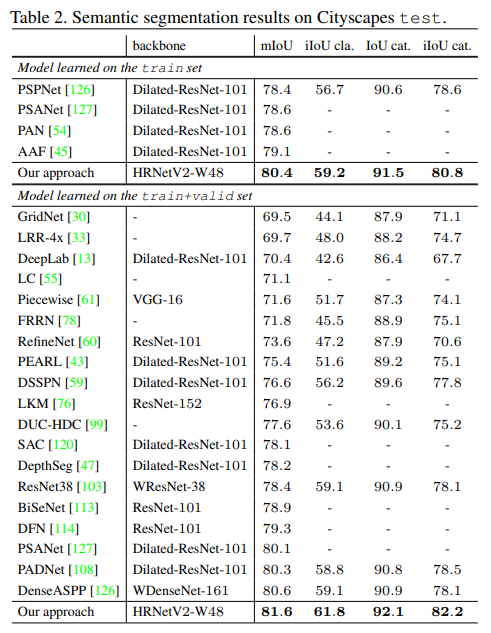 Table 2. Semantic segmentation results on Cityscapes test.
backbone mIoU iIoU cla. IoU cat. iIoU cat.
Model learned on the train set
PSPNet [126] Dilated-ResNet-101 78.4 56.7 90.6 78.6
PSANet [127] Dilated-ResNet-101 78.6 - - -
PAN [54] Dilated-ResNet-101 78.6 - - -
AAF [45] Dilated-ResNet-101 79.1 - - -
Our approach HRNetV2-W48 80.4 59.2 91.5 80.8
Model learned on the train+valid set
GridNet [30] - 69.5 44.1 87.9 71.1
LRR-4x [33] - 69.7 48.0 88.2 74.7
DeepLab [13] Dilated-ResNet-101 70.4 42.6 86.4 67.7
LC [55] - 71.1 - - -
Piecewise [61] VGG-16 71.6 51.7 87.3 74.1
FRRN [78] - 71.8 45.5 88.9 75.1
RefineNet [60] ResNet-101 73.6 47.2 87.9 70.6
PEARL [43] Dilated-ResNet-101 75.4 51.6 89.2 75.1
DSSPN [59] Dilated-ResNet-101 76.6 56.2 89.6 77.8
LKM [76] ResNet-152 76.9 - - -
DUC-HDC [99] - 77.6 53.6 90.1 75.2
SAC [120] Dilated-ResNet-101 78.1 - - -
DepthSeg [47] Dilated-ResNet-101 78.2 - - -
ResNet38 [103] WResNet-38 78.4 59.1 90.9 78.1
BiSeNet [113] ResNet-101 78.9 - - -
DFN [114] ResNet-101 79.3 - - -
PSANet [127] Dilated-ResNet-101 80.1 - - -
PADNet [108] Dilated-ResNet-101 80.3 58.8 90.8 78.5
DenseASPP [126] WDenseNet-161 80.6 59.1 90.9 78.1
Our approach HRNetV2-W48 81.6 61.8 92.1 82.2